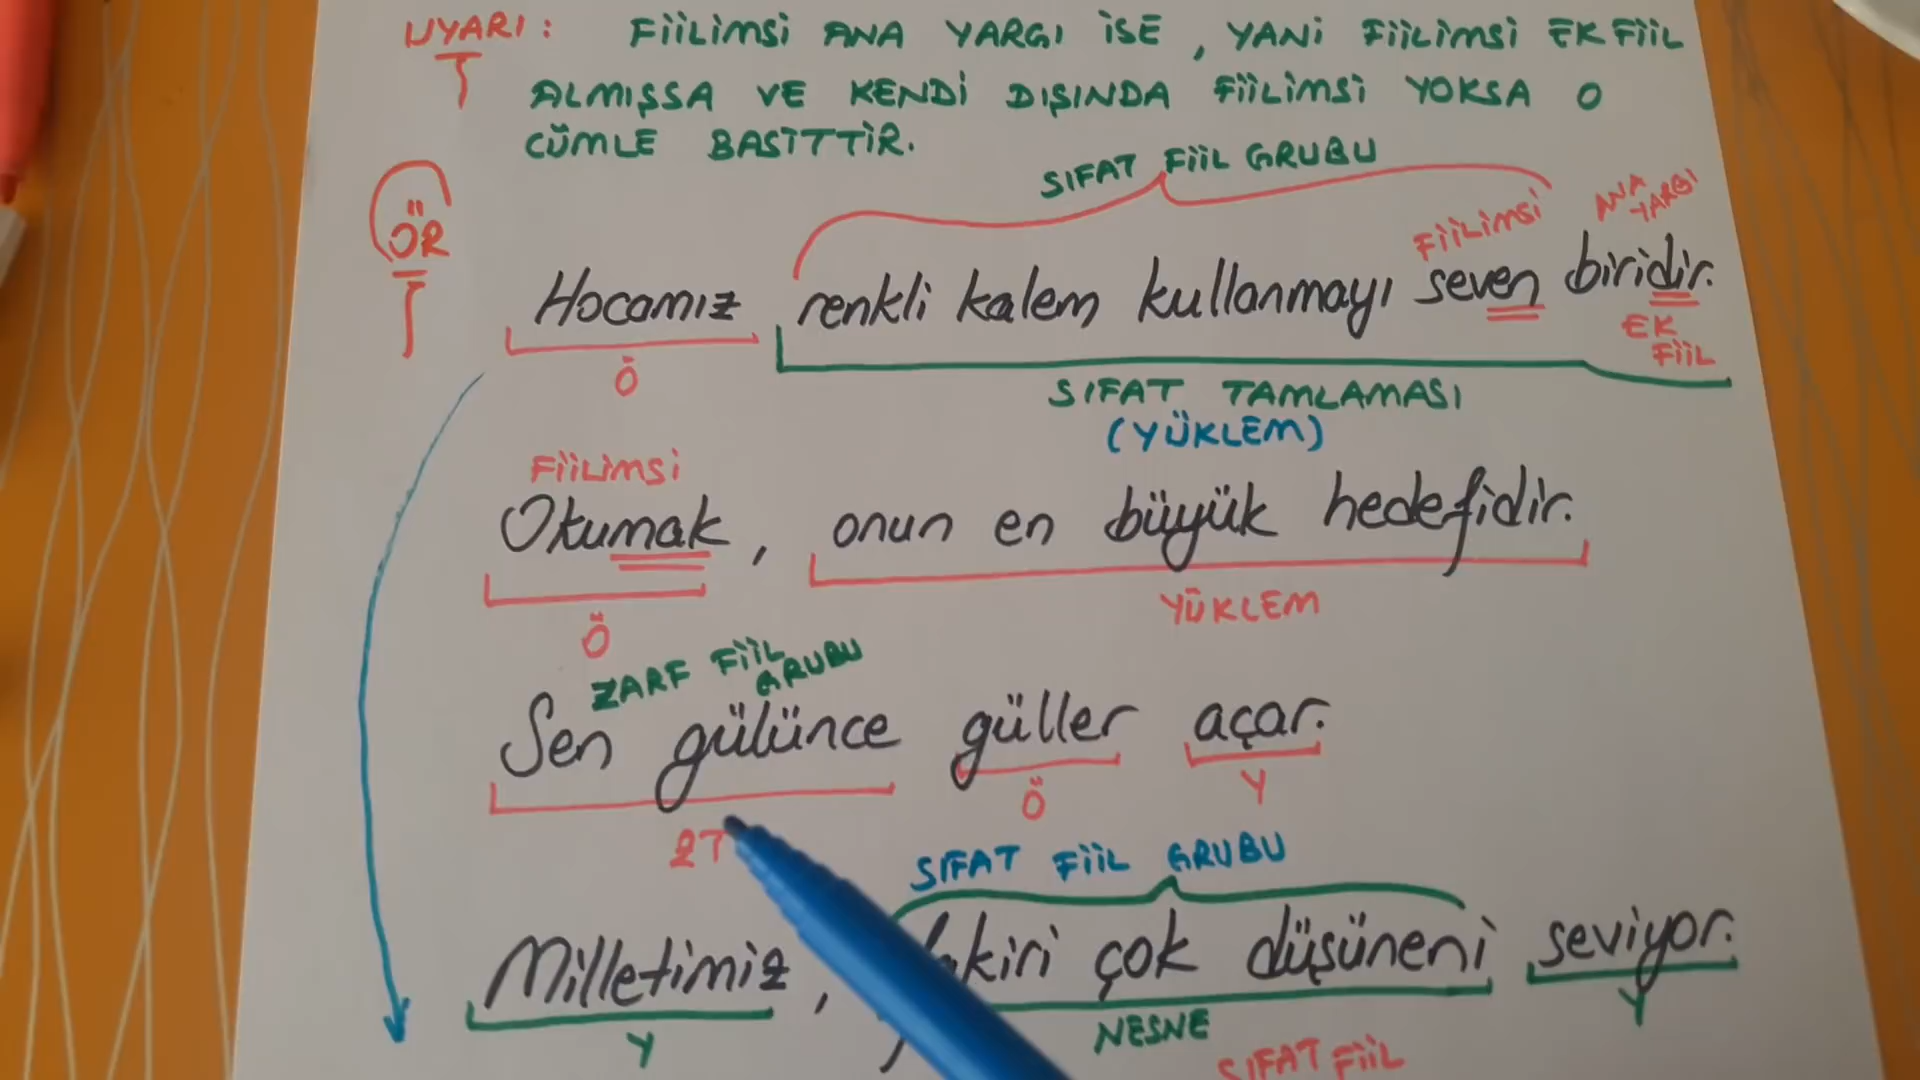 UYARI: FİİLİMSİ ANA YARGI İSE, YANİ FİİLİMSİ EK FİİL
ALMIŞSA VE KENDİ DIŞINDA FİİLİMSİ YOKSA O
CÜMLE BASİTTİR.
SIFAT FİİL GRUBU
ÖR
FİİLİMSİ
ANA YARGI
Hocamız renkli kalem kullanmayı seven biridir.
Ö
EK FİİL
SIFAT TAMLAMASI
(YÜKLEM)
FİİLİMSİ
Okumak, onun en büyük hedefidir.
Ö
YÜKLEM
ZARF FİİL GRUBU
Sen gülünce güller açar.
ZT
Ö
Y
SIFAT FİİL GRUBU
Milletimiz, çok düşüneni seviyor.
Y
NESNE
Y
SIFAT FİİL